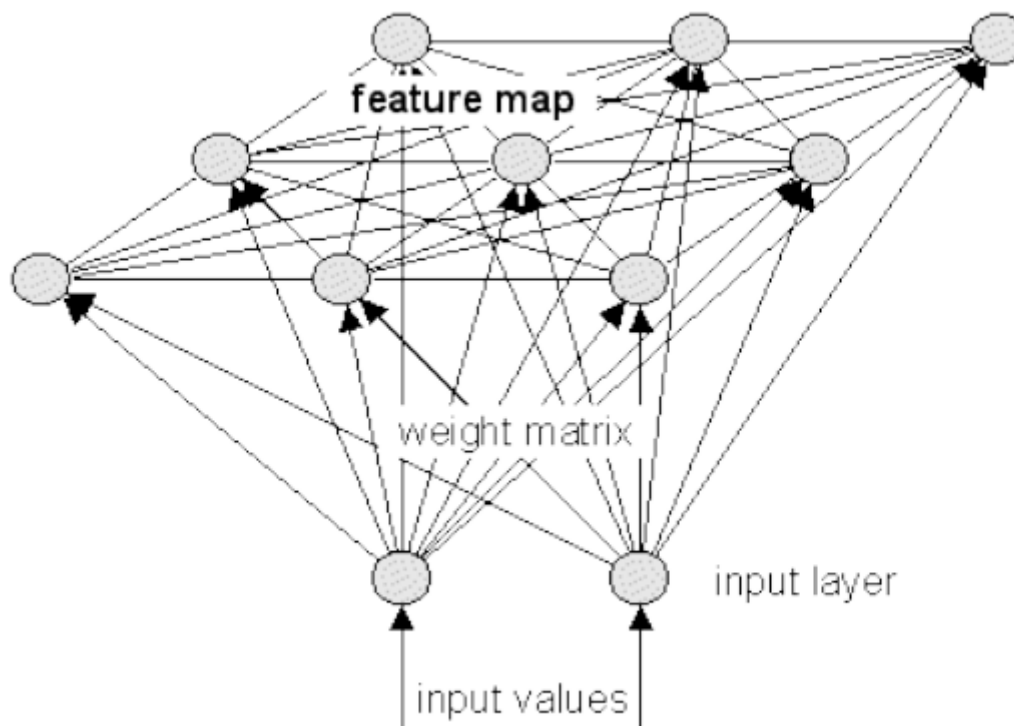 feature map
weight matrix
input layer
input values